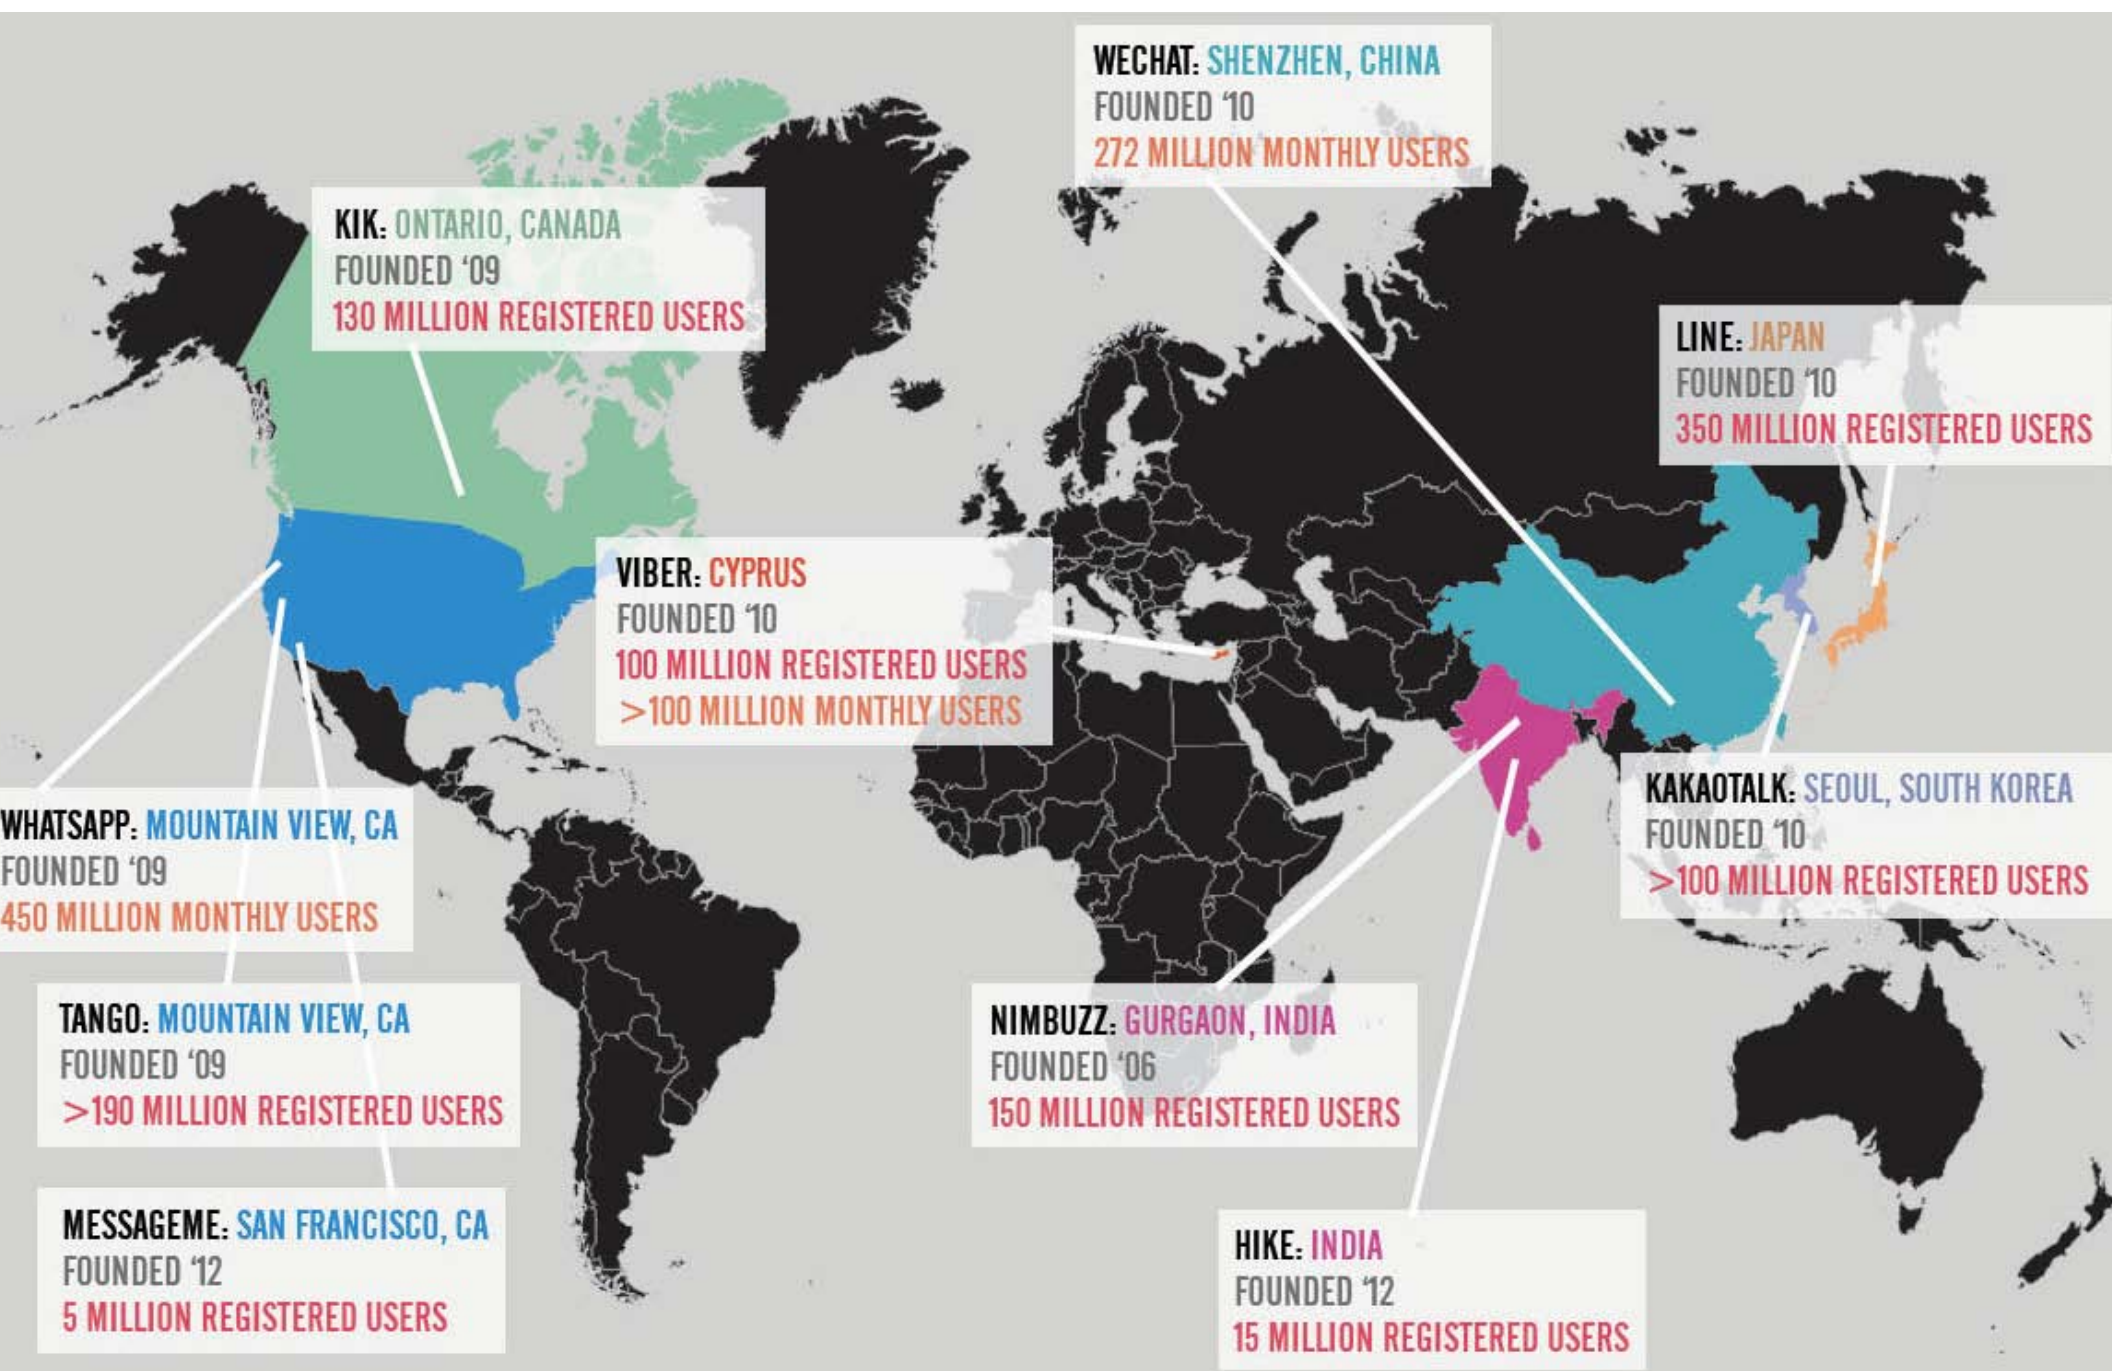 WECHAT: SHENZHEN, CHINA
FOUNDED ‘10
272 MILLION MONTHLY USERS
KIK: ONTARIO, CANADA
FOUNDED ‘09
130 MILLION REGISTERED USERS
LINE: JAPAN
FOUNDED ‘10
350 MILLION REGISTERED USERS
VIBER: CYPRUS
FOUNDED ‘10
100 MILLION REGISTERED USERS
>100 MILLION MONTHLY USERS
WHATSAPP: MOUNTAIN VIEW, CA
FOUNDED ‘09
450 MILLION MONTHLY USERS
KAKAOTALK: SEOUL, SOUTH KOREA
FOUNDED ‘10
>100 MILLION REGISTERED USERS
TANGO: MOUNTAIN VIEW, CA
FOUNDED ‘09
>190 MILLION REGISTERED USERS
NIMBUZZ: GURGAON, INDIA
FOUNDED ‘06
150 MILLION REGISTERED USERS
MESSAGEME: SAN FRANCISCO, CA
FOUNDED ‘12
5 MILLION REGISTERED USERS
HIKE: INDIA
FOUNDED ‘12
15 MILLION REGISTERED USERS